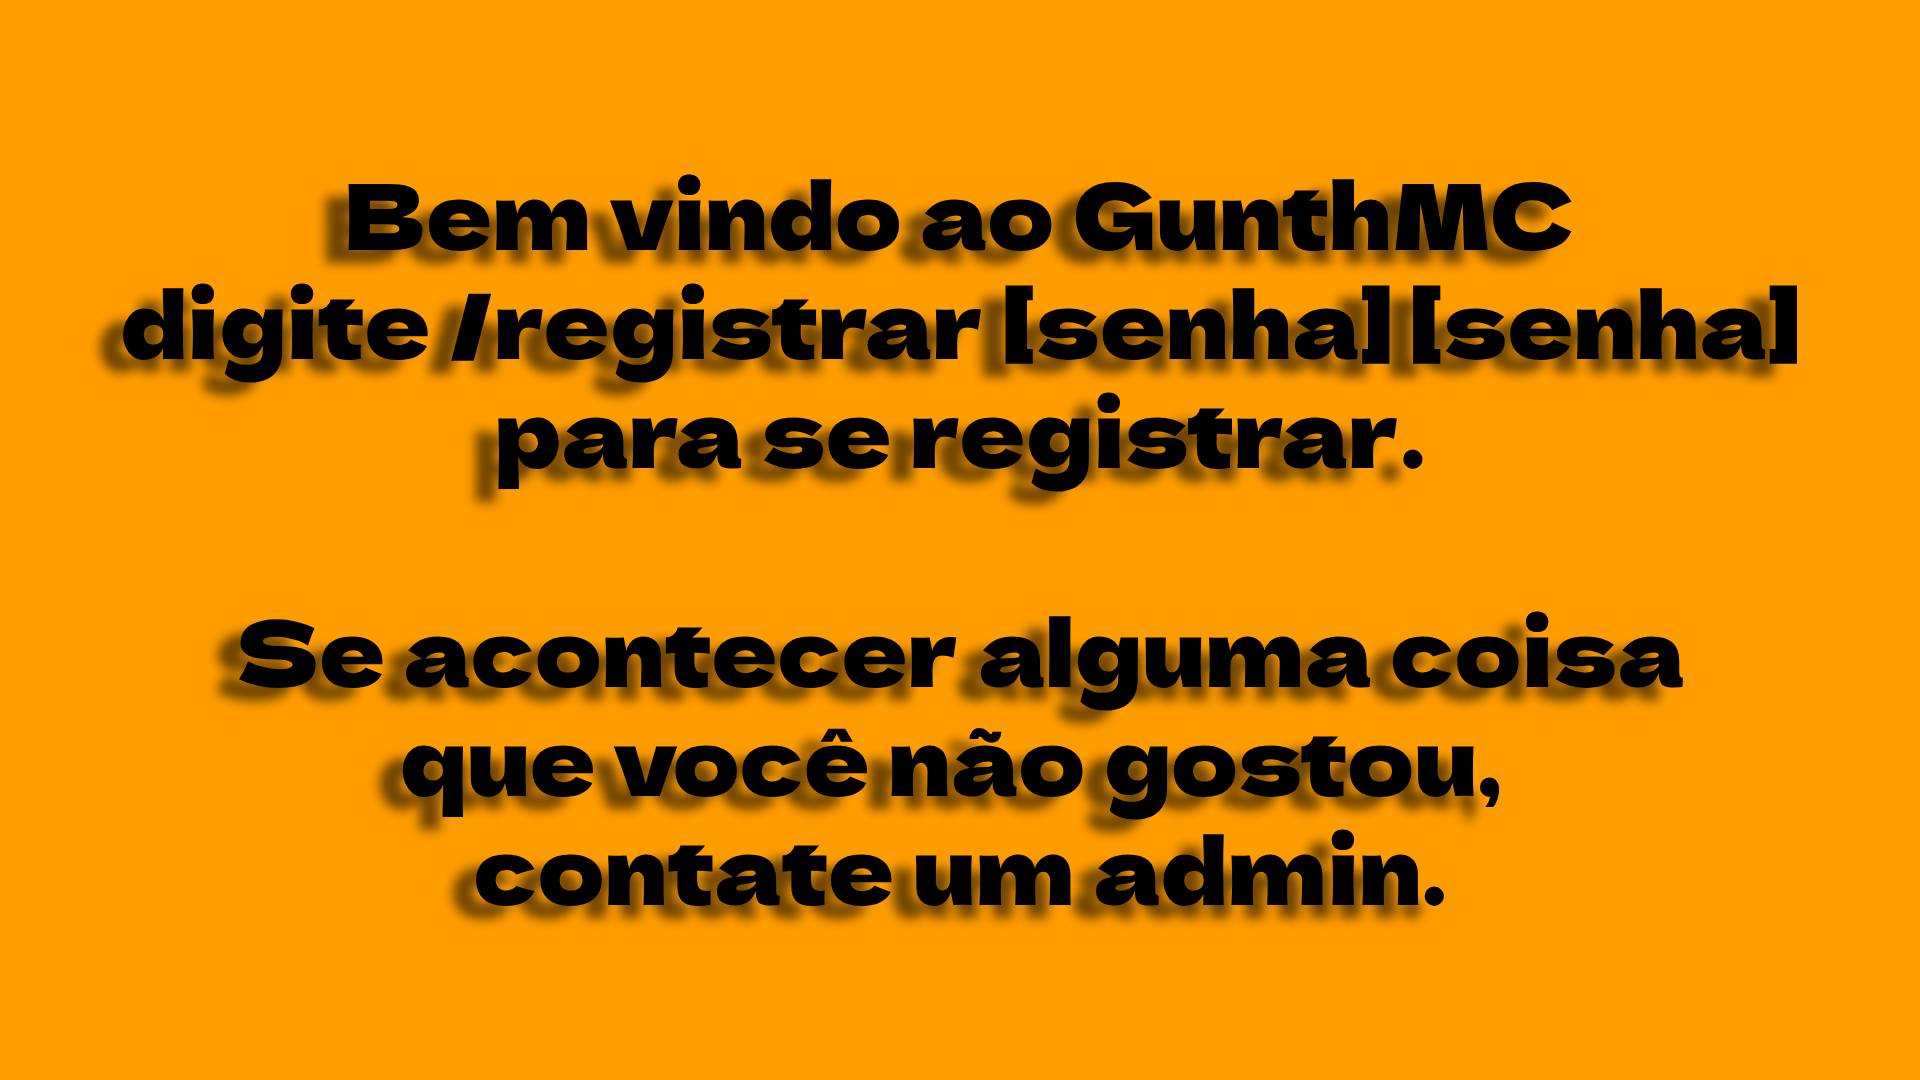 Bem vindo ao GunthMC
digite /registrar [senha] [senha]
para se registrar.
Se acontecer alguma coisa
que você não gostou,
contate um admin.